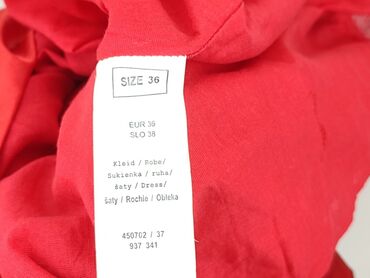 SIZE 36
EUR 36
SLO 38
Kleid / Robe/
Sukienka / ruha/
šaty / Dress/
šaty / Rochie / Obleka
450702 / 37
937 341